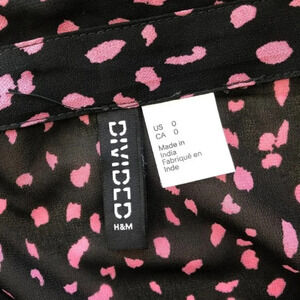 DIVIDED
H&M
US 0
CA 0
Made in
India
Fabriqué en
Inde